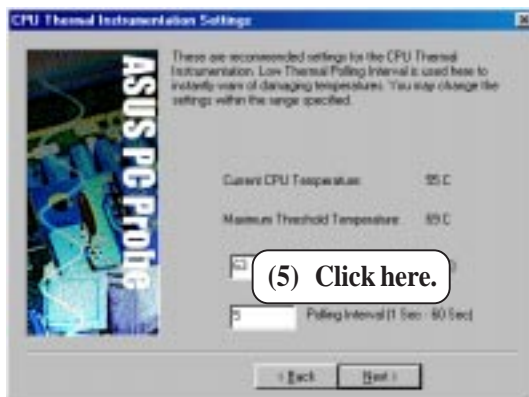 CPU Thermal Instrumentation Settings
ASUS PC Probe
These are recommended settings for the CPU Thermal
Instrumentation. Low Thermal Polling Interval is used here to
instantly warn of damaging temperatures. You may change the
settings within the range specified.
Current CPU Temperature:
C
Maximum Threshold Temperature:
69 C
(5) Click here.
5
Polling Interval (1 Sec - 60 Sec)
< Back
Next >